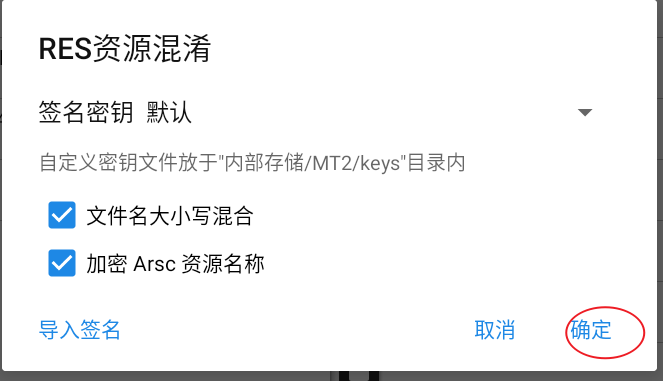 RES资源混淆
签名密钥 默认
自定义密钥文件放于"内部存储/MT2/keys"目录内
文件名大小写混合
加密 Arsc 资源名称
导入签名 取消 确定